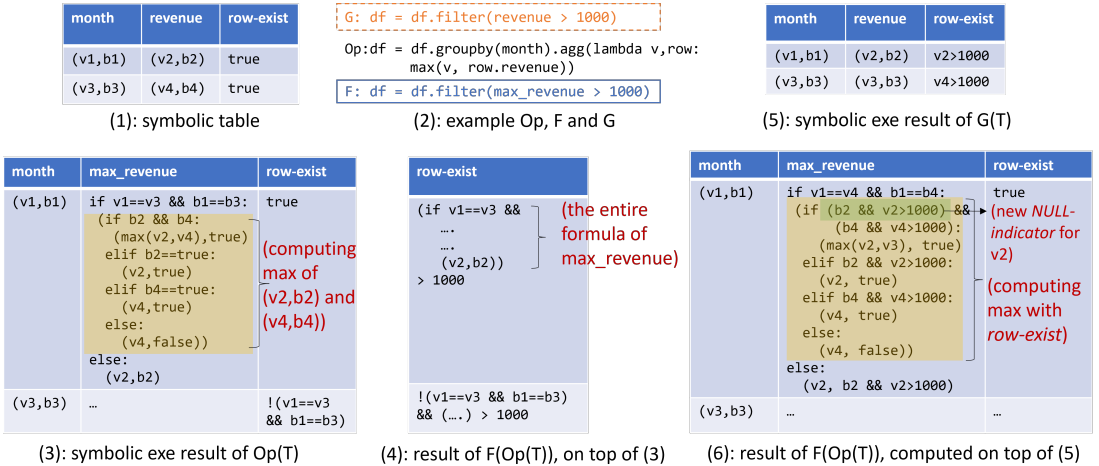 month revenue row-exist
(v1,b1) (v2,b2) true
(v3,b3) (v4,b4) true
(1): symbolic table
G: df = df.filter(revenue > 1000)
Op:df = df.groupby(month).agg(lambda v,row:
max(v, row.revenue))
F: df = df.filter(max_revenue > 1000)
(2): example Op, F and G
month revenue row-exist
(v1,b1) (v2,b2) v2>1000
(v3,b3) (v3,b3) v4>1000
(5): symbolic exe result of G(T)
month max_revenue row-exist
(v1,b1) if v1==v3 && b1==b3: true
(if b2 && b4:
(max(v2,v4),true)
elif b2==true:
(v2,true)
elif b4==true:
(v4,true)
else:
(v4,false))
else:
(v2,b2)
(computing
max of
(v2,b2) and
(v4,b4))
(v3,b3) … !(v1==v3
&& b1==b3)
(3): symbolic exe result of Op(T)
row-exist
(if v1==v3 &&
….
….
(v2,b2))
> 1000
(the entire
formula of
max_revenue)
!(v1==v3 && b1==b3)
&& (….) > 1000
(4): result of F(Op(T)), on top of (3)
month max_revenue row-exist
(v1,b1) if v1==v4 && b1==b4: true
(if (b2 && v2>1000) &&
(b4 && v4>1000):
(max(v2,v3), true)
elif b2 && v2>1000:
(v2, true)
elif b4 && v4>1000:
(v4, true)
else:
(v4, false))
else:
(v2, b2 && v2>1000)
(new NULL-
indicator for
v2)
(computing
max with
row-exist)
(v3,b3) … …
(6): result of F(Op(T)), computed on top of (5)